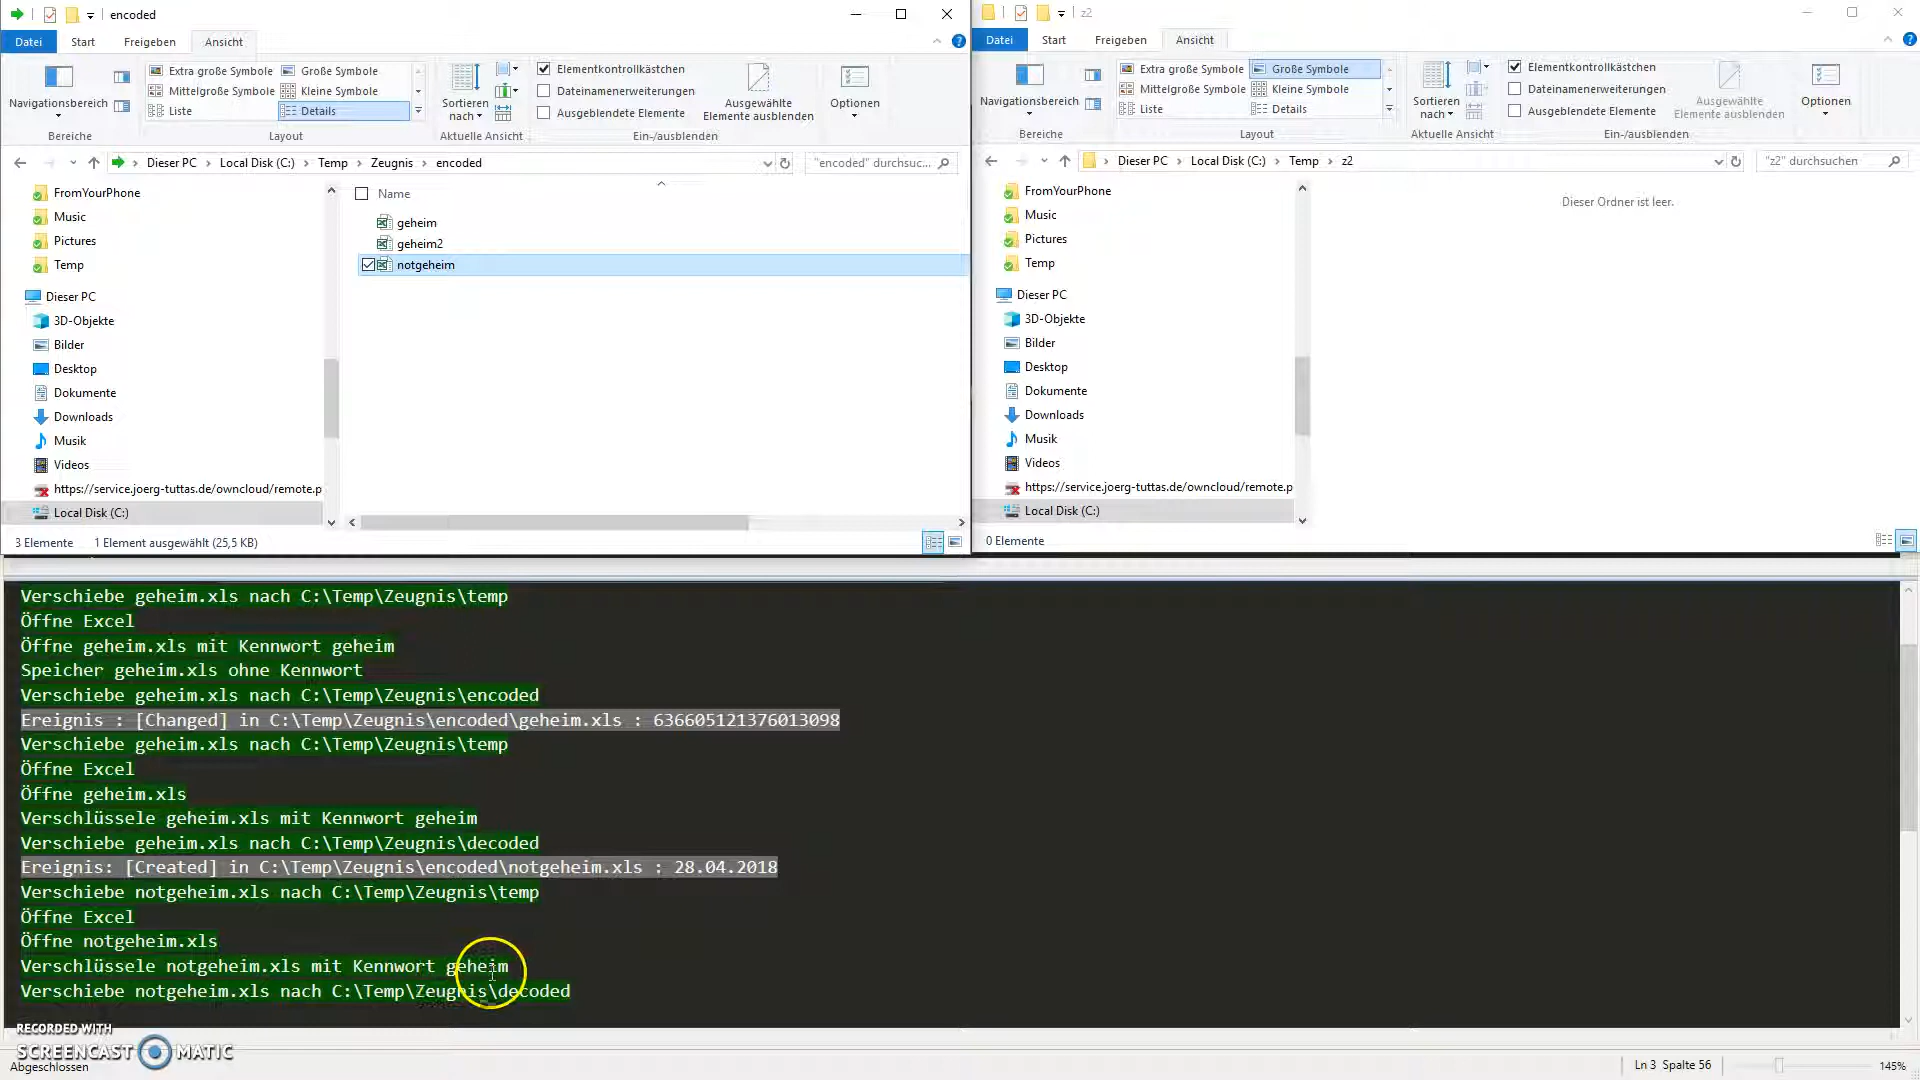 encoded
Datei Start Freigeben Ansicht
Navigationsbereich
Extra große Symbole Große Symbole
Mittelgroße Symbole Kleine Symbole
Liste Details
Sortieren nach
Elementkontrollkästchen
Dateinamenerweiterungen
Ausgeblendete Elemente
Ausgewählte Elemente ausblenden
Optionen
Bereiche Layout Aktuelle Ansicht Ein-/ausblenden
Dieser PC Local Disk (C:) Temp Zeugnis encoded
"encoded" durchsuc...
FromYourPhone
Music
Pictures
Temp
Dieser PC
3D-Objekte
Bilder
Desktop
Dokumente
Downloads
Musik
Videos
https://service.joerg-tuttas.de/owncloud/remote.p
Local Disk (C:)
Name
geheim
geheim2
notgeheim
3 Elemente 1 Element ausgewählt (25,5 KB)
z2
Datei Start Freigeben Ansicht
Navigationsbereich
Extra große Symbole Große Symbole
Mittelgroße Symbole Kleine Symbole
Liste Details
Sortieren nach
Elementkontrollkästchen
Dateinamenerweiterungen
Ausgeblendete Elemente
Ausgewählte Elemente ausblenden
Optionen
Bereiche Layout Aktuelle Ansicht Ein-/ausblenden
Dieser PC Local Disk (C:) Temp z2
"z2" durchsuchen
FromYourPhone
Music
Pictures
Temp
Dieser PC
3D-Objekte
Bilder
Desktop
Dokumente
Downloads
Musik
Videos
https://service.joerg-tuttas.de/owncloud/remote.p
Local Disk (C:)
Dieser Ordner ist leer.
0 Elemente
Verschiebe geheim.xls nach C:\Temp\Zeugnis\temp
Öffne Excel
Öffne geheim.xls mit Kennwort geheim
Speicher geheim.xls ohne Kennwort
Verschiebe geheim.xls nach C:\Temp\Zeugnis\encoded
Ereignis : [Changed] in C:\Temp\Zeugnis\encoded\geheim.xls : 636605121376013098
Verschiebe geheim.xls nach C:\Temp\Zeugnis\temp
Öffne Excel
Öffne geheim.xls
Verschlüssele geheim.xls mit Kennwort geheim
Verschiebe geheim.xls nach C:\Temp\Zeugnis\decoded
Ereignis: [Created] in C:\Temp\Zeugnis\encoded\notgeheim.xls : 28.04.2018
Verschiebe notgeheim.xls nach C:\Temp\Zeugnis\temp
Öffne Excel
Öffne notgeheim.xls
Verschlüssele notgeheim.xls mit Kennwort geheim
Verschiebe notgeheim.xls nach C:\Temp\Zeugnis\decoded
RECORDED WITH
SCREENCAST MATIC
Abgeschlossen
Ln 3 Spalte 56 145%